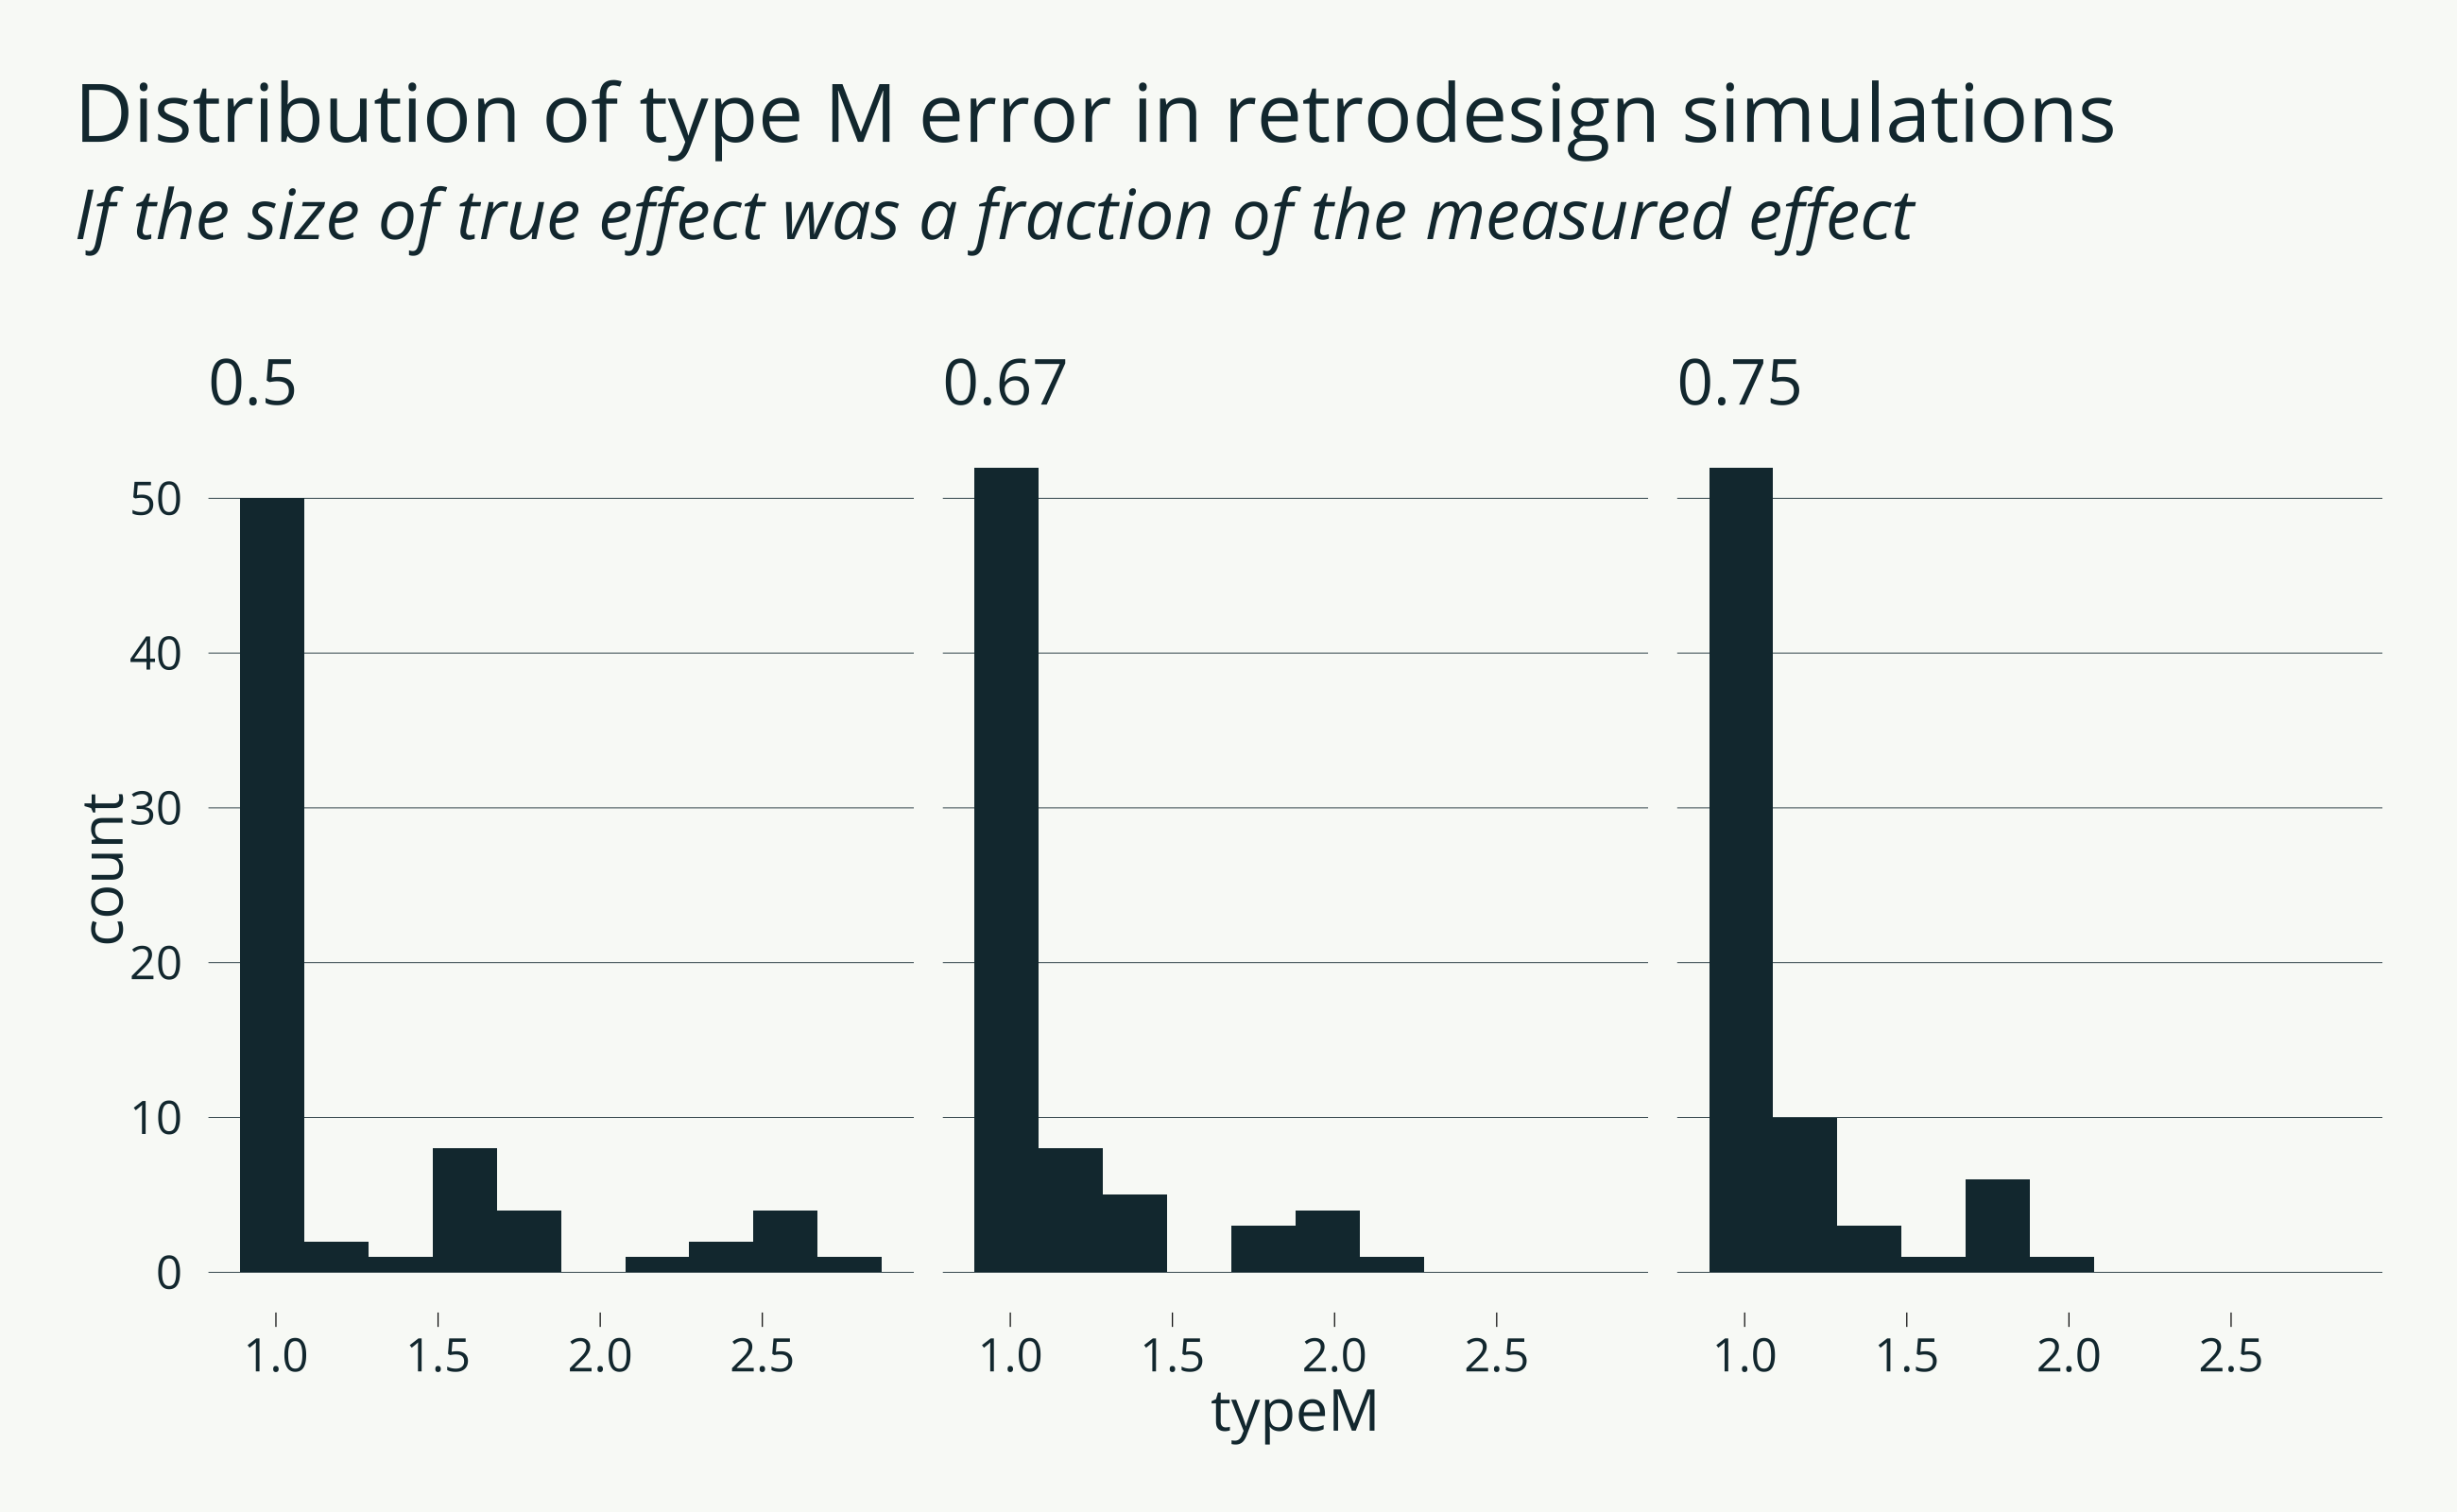 Distribution of type M error in retrodesign simulations
If the size of true effect was a fraction of the measured effect
0.5 0.67 0.75
50
40
30
20
10
0
count
1.0 1.5 2.0 2.5 1.0 1.5 2.0 2.5 1.0 1.5 2.0 2.5
typeM